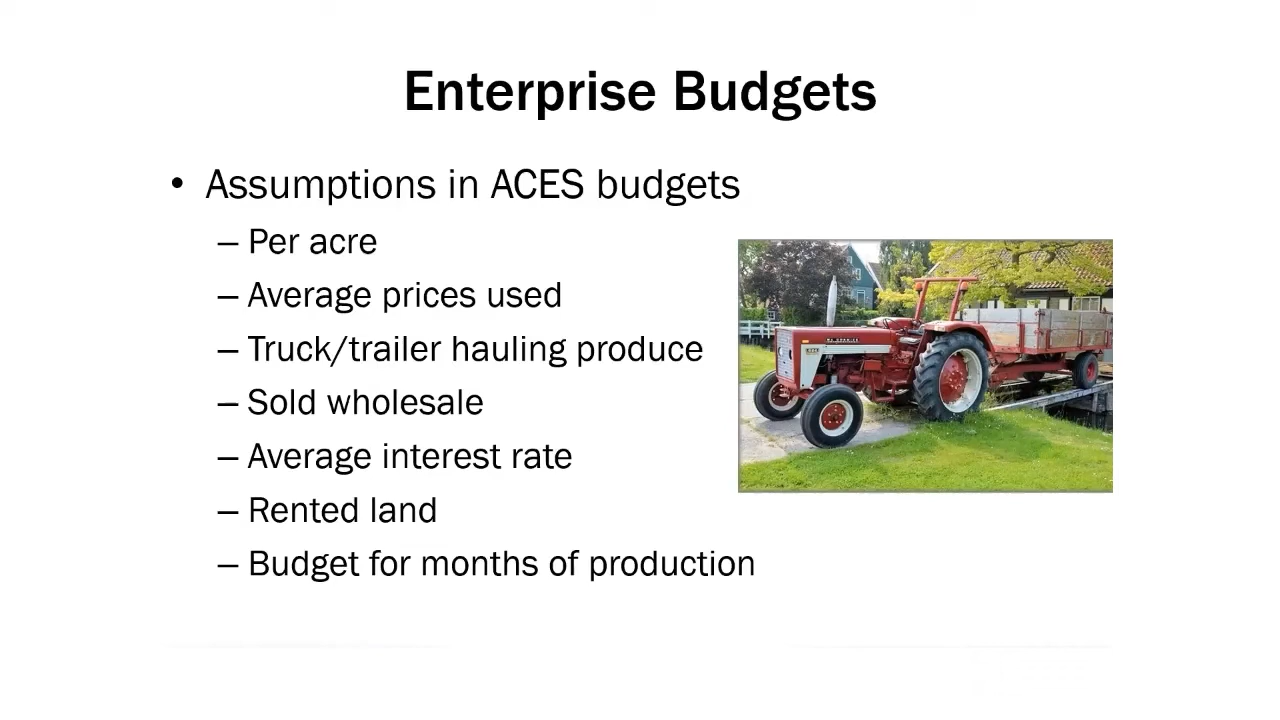 Enterprise Budgets
• Assumptions in ACES budgets
– Per acre
– Average prices used
– Truck/trailer hauling produce
– Sold wholesale
– Average interest rate
– Rented land
– Budget for months of production